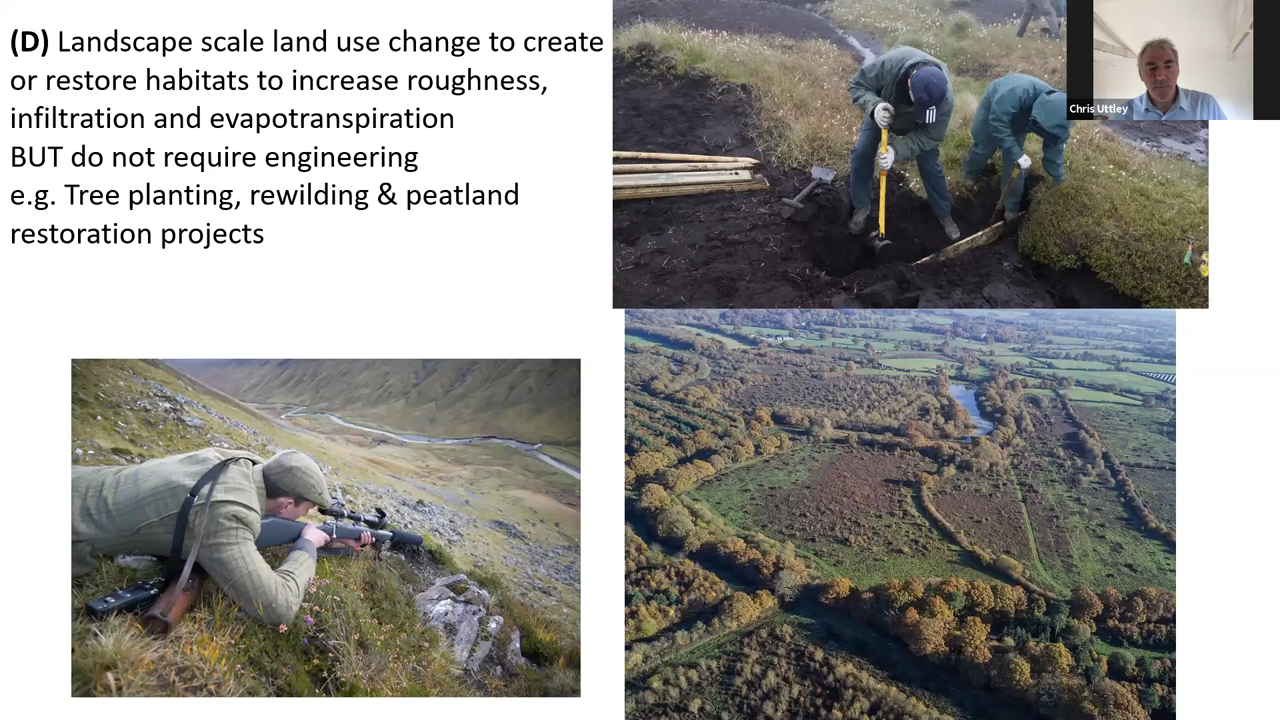 (D) Landscape scale land use change to create
or restore habitats to increase roughness,
infiltration and evapotranspiration
BUT do not require engineering
e.g. Tree planting, rewilding & peatland
restoration projects
Chris Uttley